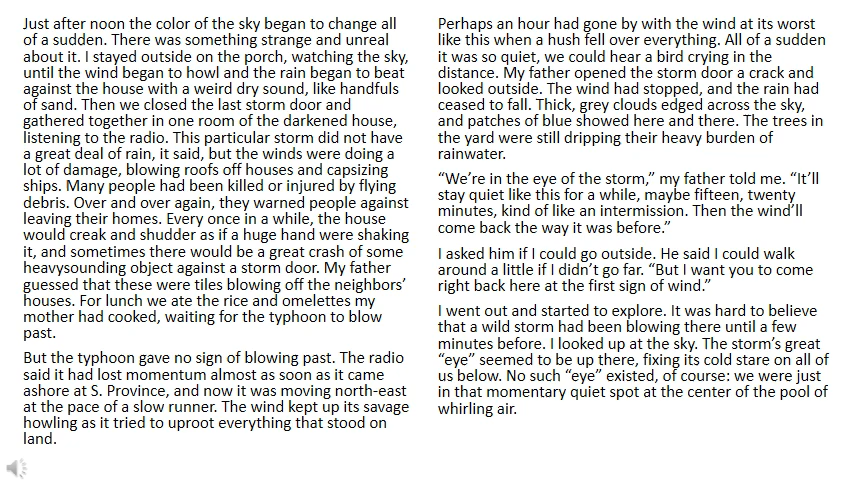 Just after noon the color of the sky began to change all
of a sudden. There was something strange and unreal
about it. I stayed outside on the porch, watching the sky,
until the wind began to howl and the rain began to beat
against the house with a weird dry sound, like handfuls
of sand. Then we closed the last storm door and
gathered together in one room of the darkened house,
listening to the radio. This particular storm did not have
a great deal of rain, it said, but the winds were doing a
lot of damage, blowing roofs off houses and capsizing
ships. Many people had been killed or injured by flying
debris. Over and over again, they warned people against
leaving their homes. Every once in a while, the house
would creak and shudder as if a huge hand were shaking
it, and sometimes there would be a great crash of some
heavysounding object against a storm door. My father
guessed that these were tiles blowing off the neighbors’
houses. For lunch we ate the rice and omelettes my
mother had cooked, waiting for the typhoon to blow
past.
But the typhoon gave no sign of blowing past. The radio
said it had lost momentum almost as soon as it came
ashore at S. Province, and now it was moving north-east
at the pace of a slow runner. The wind kept up its savage
howling as it tried to uproot everything that stood on
land.
Perhaps an hour had gone by with the wind at its worst
like this when a hush fell over everything. All of a sudden
it was so quiet, we could hear a bird crying in the
distance. My father opened the storm door a crack and
looked outside. The wind had stopped, and the rain had
ceased to fall. Thick, grey clouds edged across the sky,
and patches of blue showed here and there. The trees in
the yard were still dripping their heavy burden of
rainwater.
“We’re in the eye of the storm,” my father told me. “It’ll
stay quiet like this for a while, maybe fifteen, twenty
minutes, kind of like an intermission. Then the wind’ll
come back the way it was before.”
I asked him if I could go outside. He said I could walk
around a little if I didn’t go far. “But I want you to come
right back here at the first sign of wind.”
I went out and started to explore. It was hard to believe
that a wild storm had been blowing there until a few
minutes before. I looked up at the sky. The storm’s great
“eye” seemed to be up there, fixing its cold stare on all of
us below. No such “eye” existed, of course: we were just
in that momentary quiet spot at the center of the pool of
whirling air.